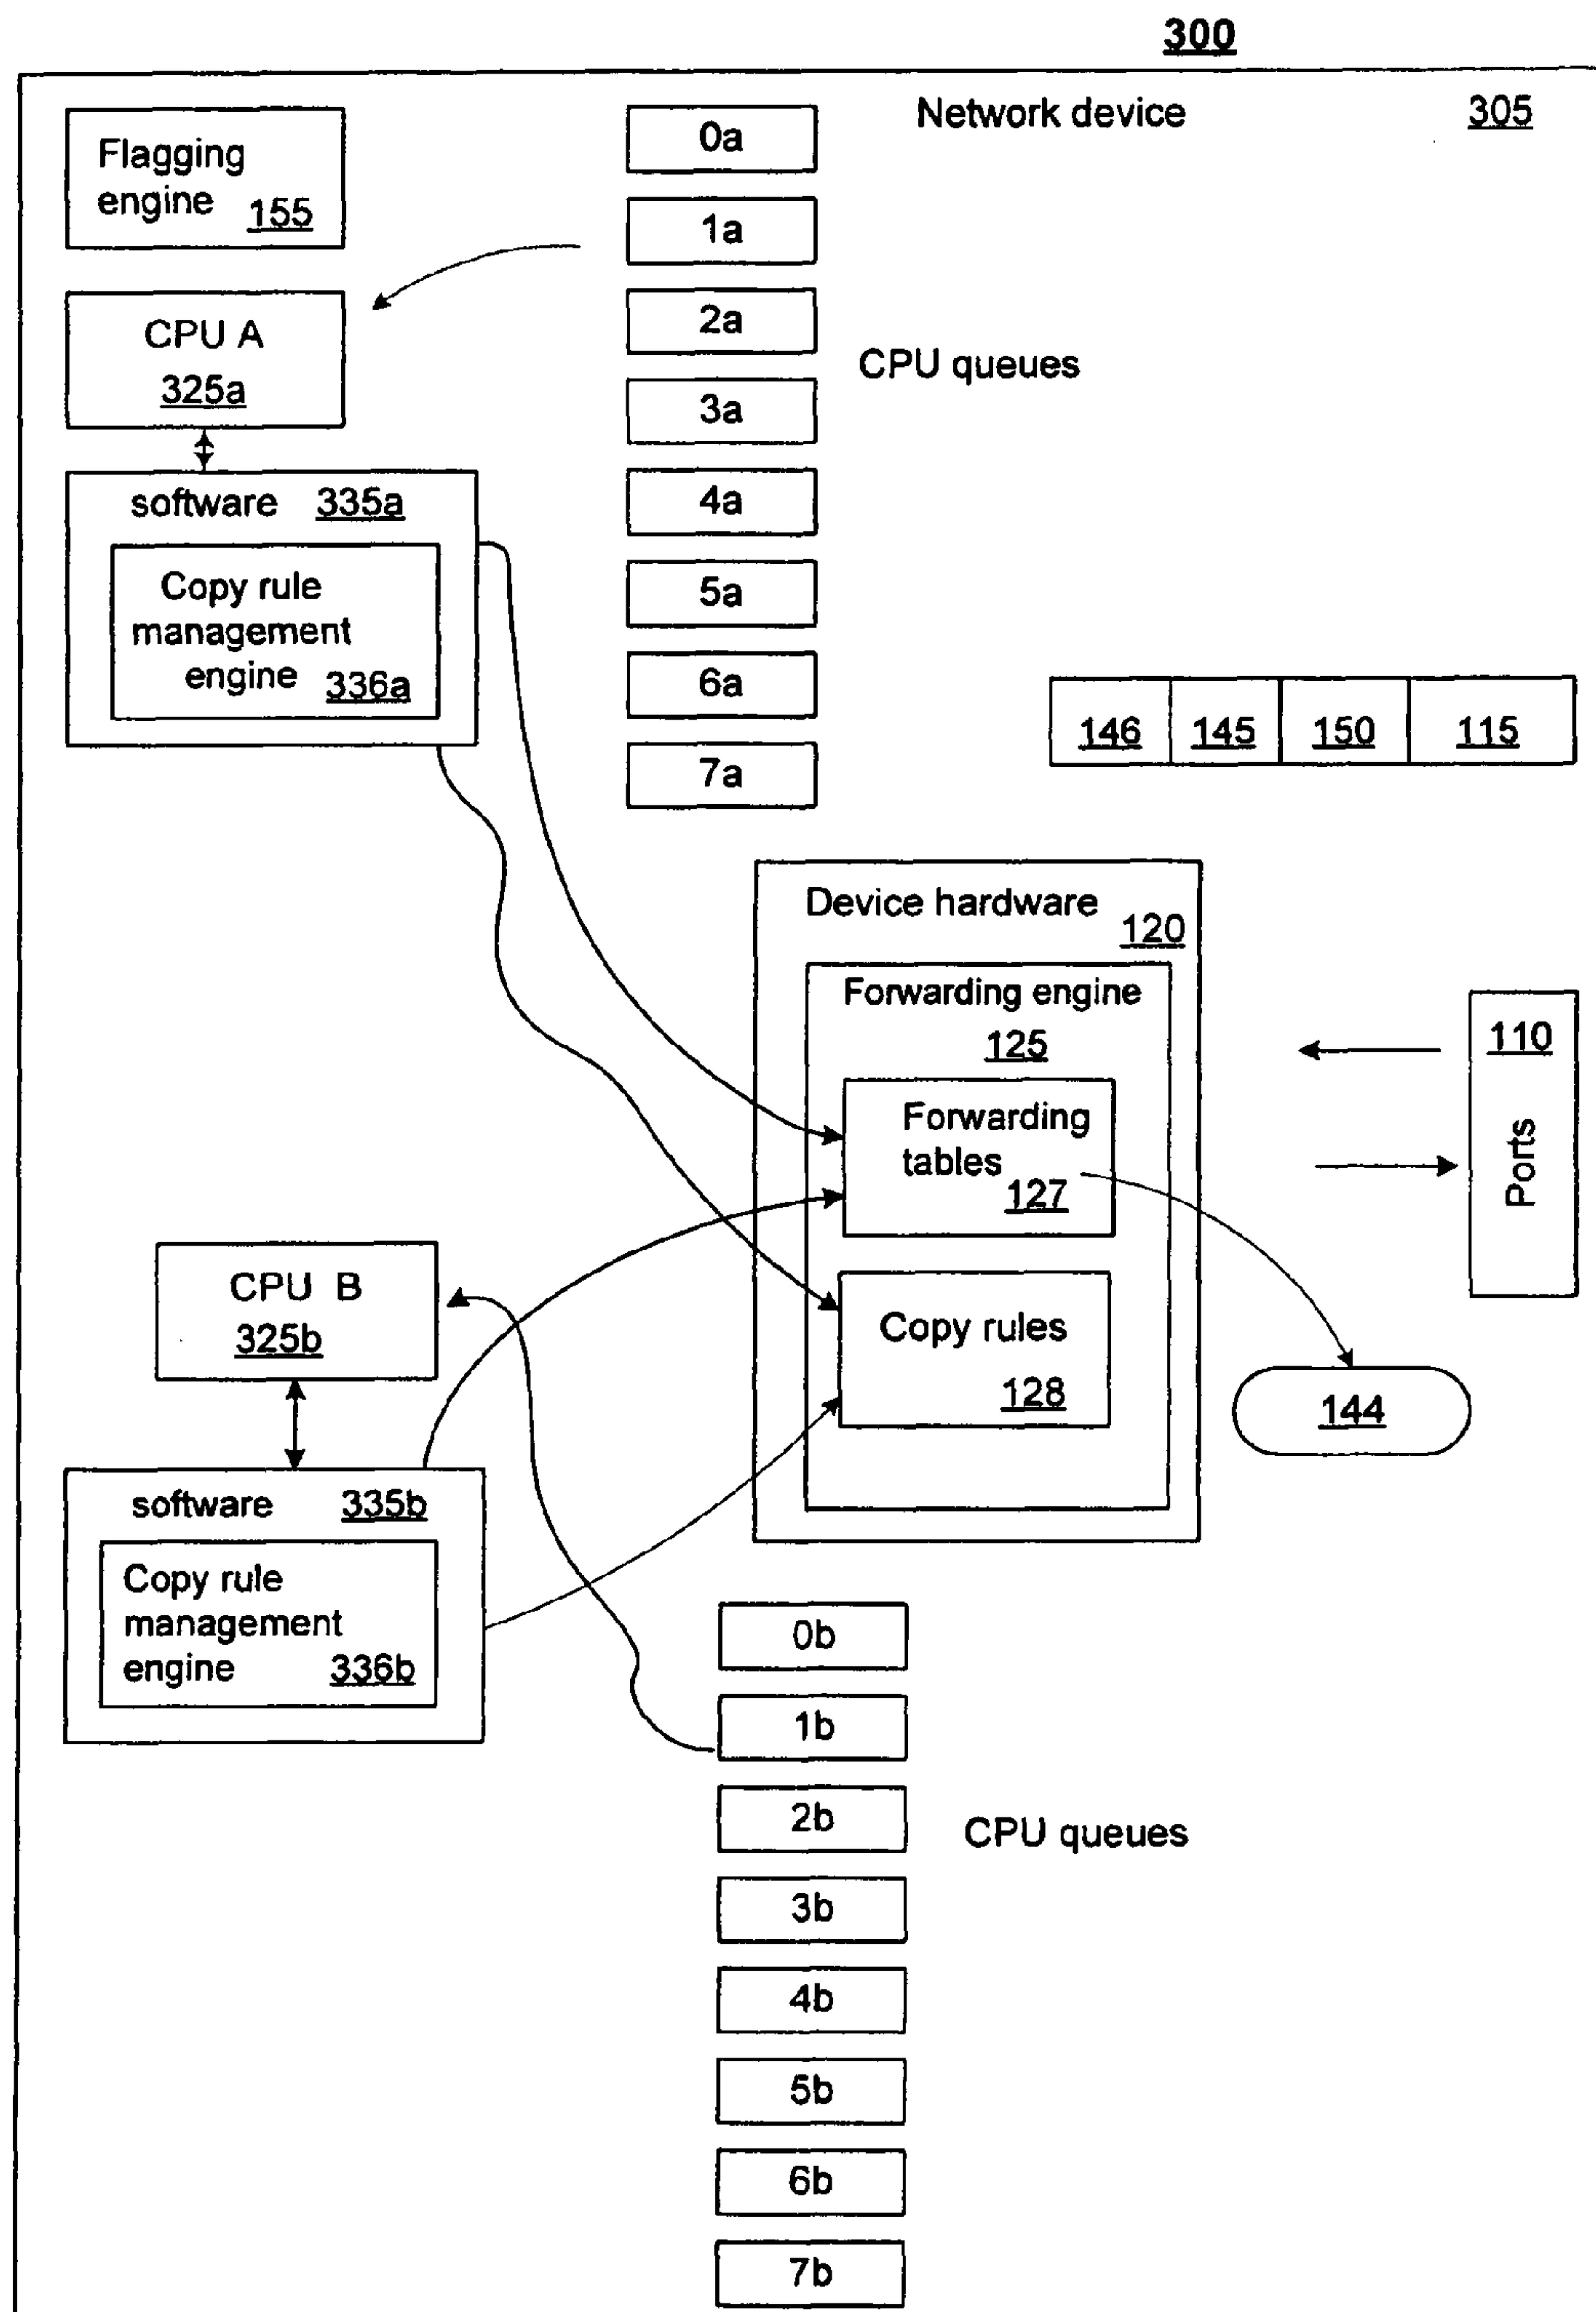 300
Network device 305
Flagging
engine 155
0a
1a
2a
3a
4a
5a
6a
7a
CPU queues
CPU A
325a
software 335a
Copy rule
management
engine 336a
146 145 150 115
Device hardware
120
Forwarding engine
125
Forwarding
tables 127
Copy rules
128
110
Ports
144
CPU B
325b
software 335b
Copy rule
management
engine 336b
0b
1b
2b
3b
4b
5b
6b
7b
CPU queues